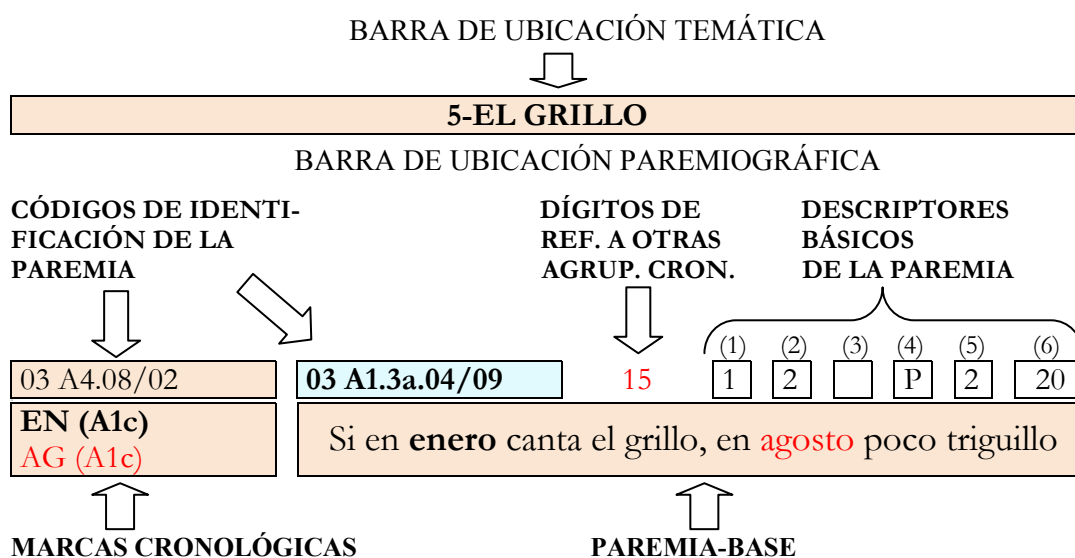 BARRA DE UBICACIÓN TEMÁTICA
5-EL GRILLO
BARRA DE UBICACIÓN PAREMIOGRÁFICA
CÓDIGOS DE IDENTI-
FICACIÓN DE LA
PAREMIA
DÍGITOS DE
REF. A OTRAS
AGRUP. CRON.
DESCRIPTORES
BÁSICOS
DE LA PAREMIA
(1) (2) (3) (4) (5) (6)
03 A4.08/02 03 A1.3a.04/09 15 1 2 P 2 20
EN (A1c)
AG (A1c)
Si en enero canta el grillo, en agosto poco triguillo
MARCAS CRONOLÓGICAS PAREMIA-BASE